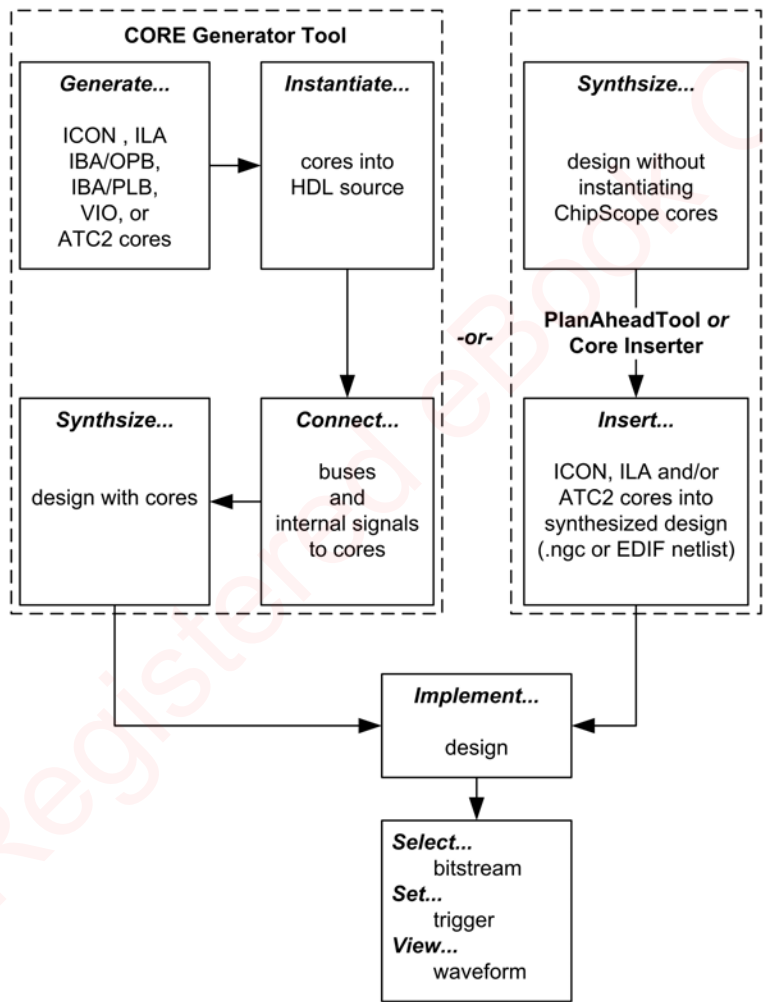 CORE Generator Tool
Generate...
ICON , ILA
IBA/OPB,
IBA/PLB,
VIO, or
ATC2 cores
Instantiate...
cores into
HDL source
Connect...
buses
and
internal signals
to cores
Synthsize...
design with cores
-or-
Synthsize...
design without
instantiating
ChipScope cores
PlanAheadTool or
Core Inserter
Insert...
ICON, ILA and/or
ATC2 cores into
synthesized design
(.ngc or EDIF netlist)
Implement...
design
Select...
bitstream
Set...
trigger
View...
waveform
Registered eBook C